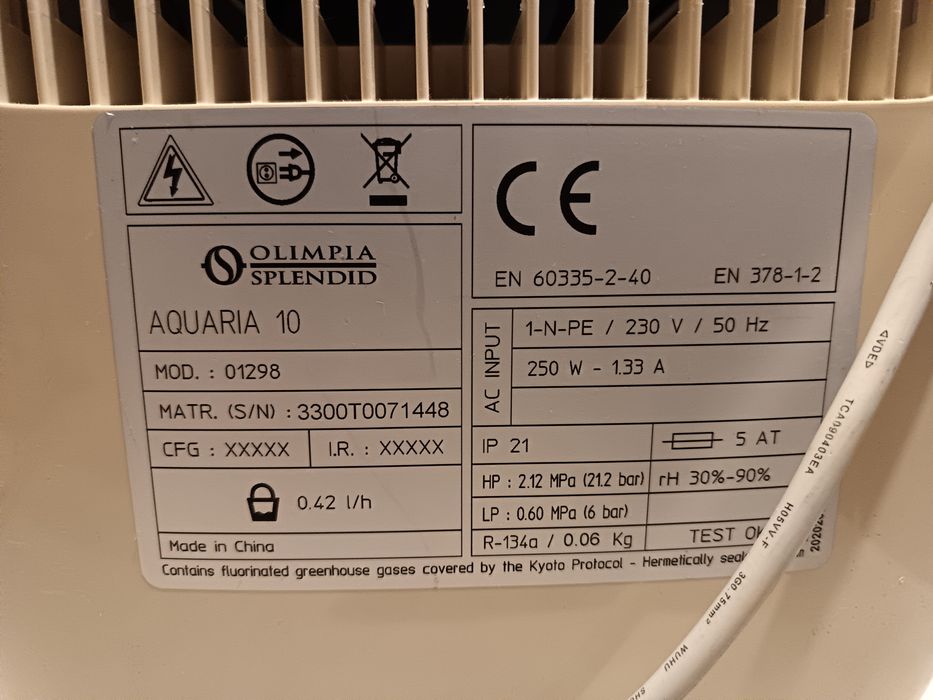 OLIMPIA
SPLENDID
AQUARIA 10
MOD. : 01298
MATR. (S/N) : 3300T0071448
CFG : XXXXX
I.R. : XXXXX
0.42 l/h
Made in China
CE
EN 60335-2-40 EN 378-1-2
AC INPUT
1-N-PE / 230 V / 50 Hz
250 W - 1.33 A
IP 21
5 AT
HP : 2.12 MPa (21.2 bar)
rH 30%-90%
LP : 0.60 MPa (6 bar)
R-134a / 0.06 Kg
TEST
Contains fluorinated greenhouse gases covered by the Kyoto Protocol - Hermetically
VDE
TCA090403EA
H05VV-F
3G0.75mm²
WUHU